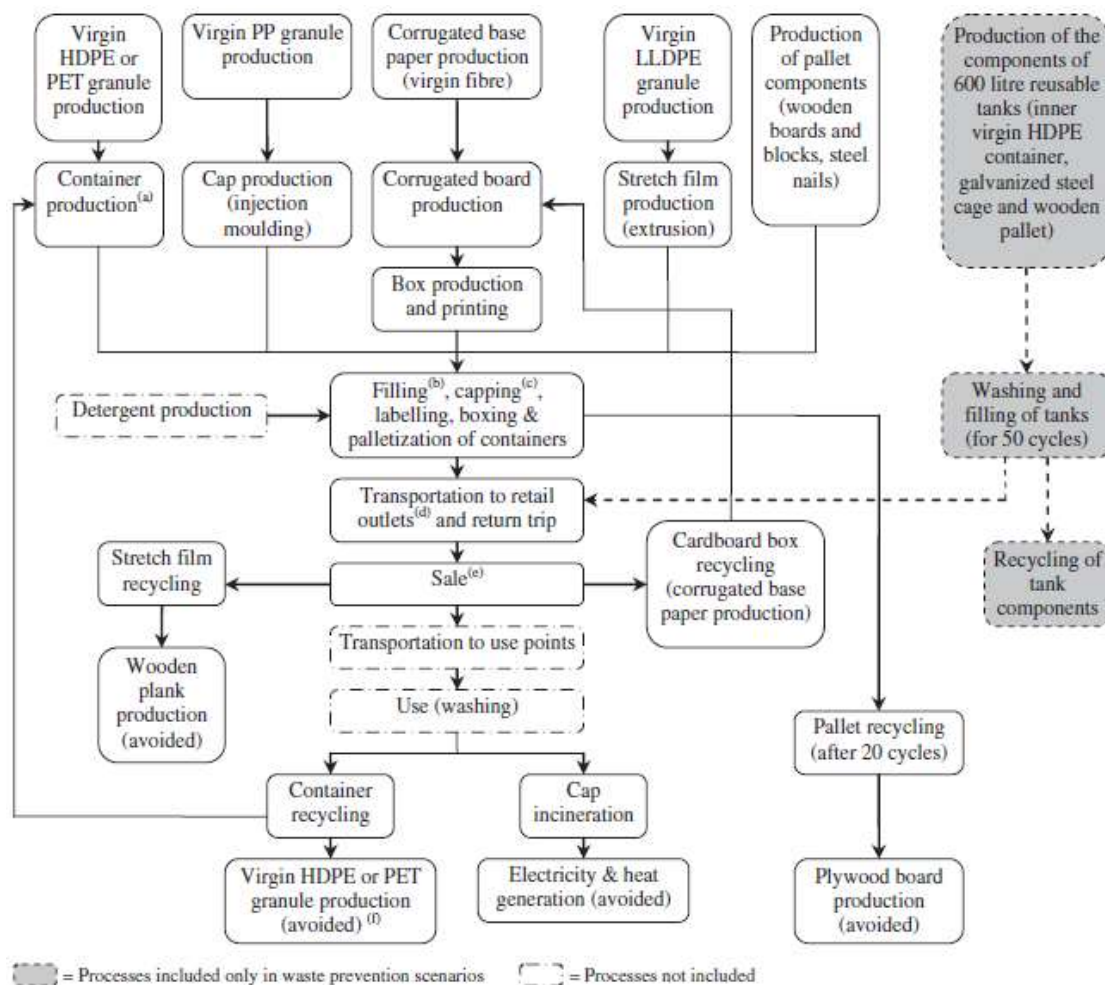 Virgin
HDPE or
PET granule
production
Virgin PP granule
production
Corrugated base
paper production
(virgin fibre)
Virgin
LLDPE
granule
production
Production
of pallet
components
(wooden
boards and
blocks, steel
nails)
Production of the
components of
600 litre reusable
tanks (inner
virgin HDPE
container,
galvanized steel
cage and wooden
pallet)
Container
production(a)
Cap production
(injection
moulding)
Corrugated board
production
Stretch film
production
(extrusion)
Box production
and printing
Detergent production
Filling(b), capping(c),
labelling, boxing &
palletization of containers
Washing and
filling of tanks
(for 50 cycles)
Transportation to retail
outlets(d) and return trip
Stretch film
recycling
Sale(e)
Cardboard box
recycling
(corrugated base
paper production)
Recycling of
tank
components
Transportation to use points
Wooden
plank
production
(avoided)
Use (washing)
Pallet recycling
(after 20 cycles)
Container
recycling
Cap
incineration
Virgin HDPE or PET
granule production
(avoided) (f)
Electricity & heat
generation (avoided)
Plywood board
production
(avoided)
= Processes included only in waste prevention scenarios
= Processes not included